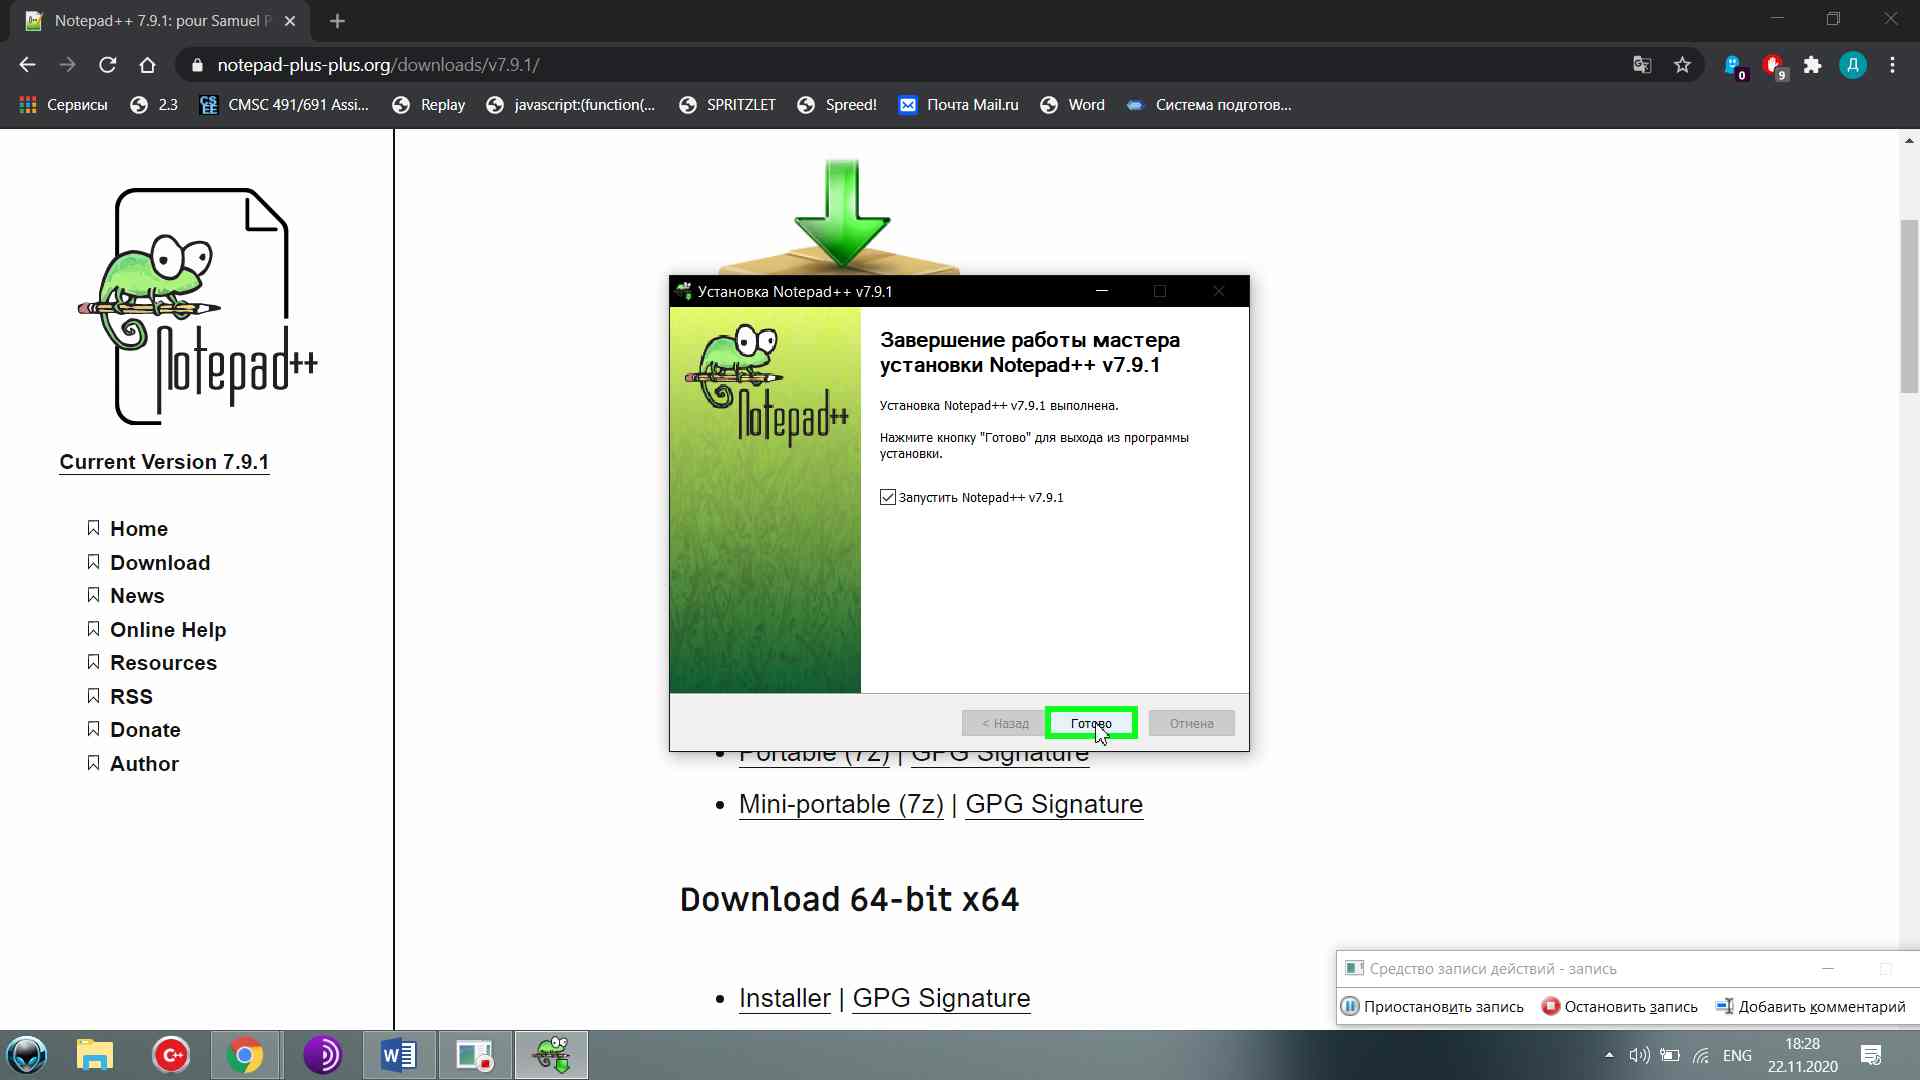 Notepad++ 7.9.1: pour Samuel P
notepad-plus-plus.org/downloads/v7.9.1/
0
9
Д
Сервисы
2.3
CMSC 491/691 Assi...
Replay
javascript:(function(...
SPRITZLET
Spreed!
Почта Mail.ru
Word
Система подготов...
Notepad++
Current Version 7.9.1
Home
Download
News
Online Help
Resources
RSS
Donate
Author
Установка Notepad++ v7.9.1
Notepad++
Завершение работы мастера
установки Notepad++ v7.9.1
Установка Notepad++ v7.9.1 выполнена.
Нажмите кнопку "Готово" для выхода из программы
установки.
Запустить Notepad++ v7.9.1
< Назад
Готово
Отмена
Portable (7z) | GPG Signature
Mini-portable (7z) | GPG Signature
Download 64-bit x64
Installer | GPG Signature
Средство записи действий - запись
Приостановить запись
Остановить запись
Добавить комментарий
ENG
18:28
22.11.2020